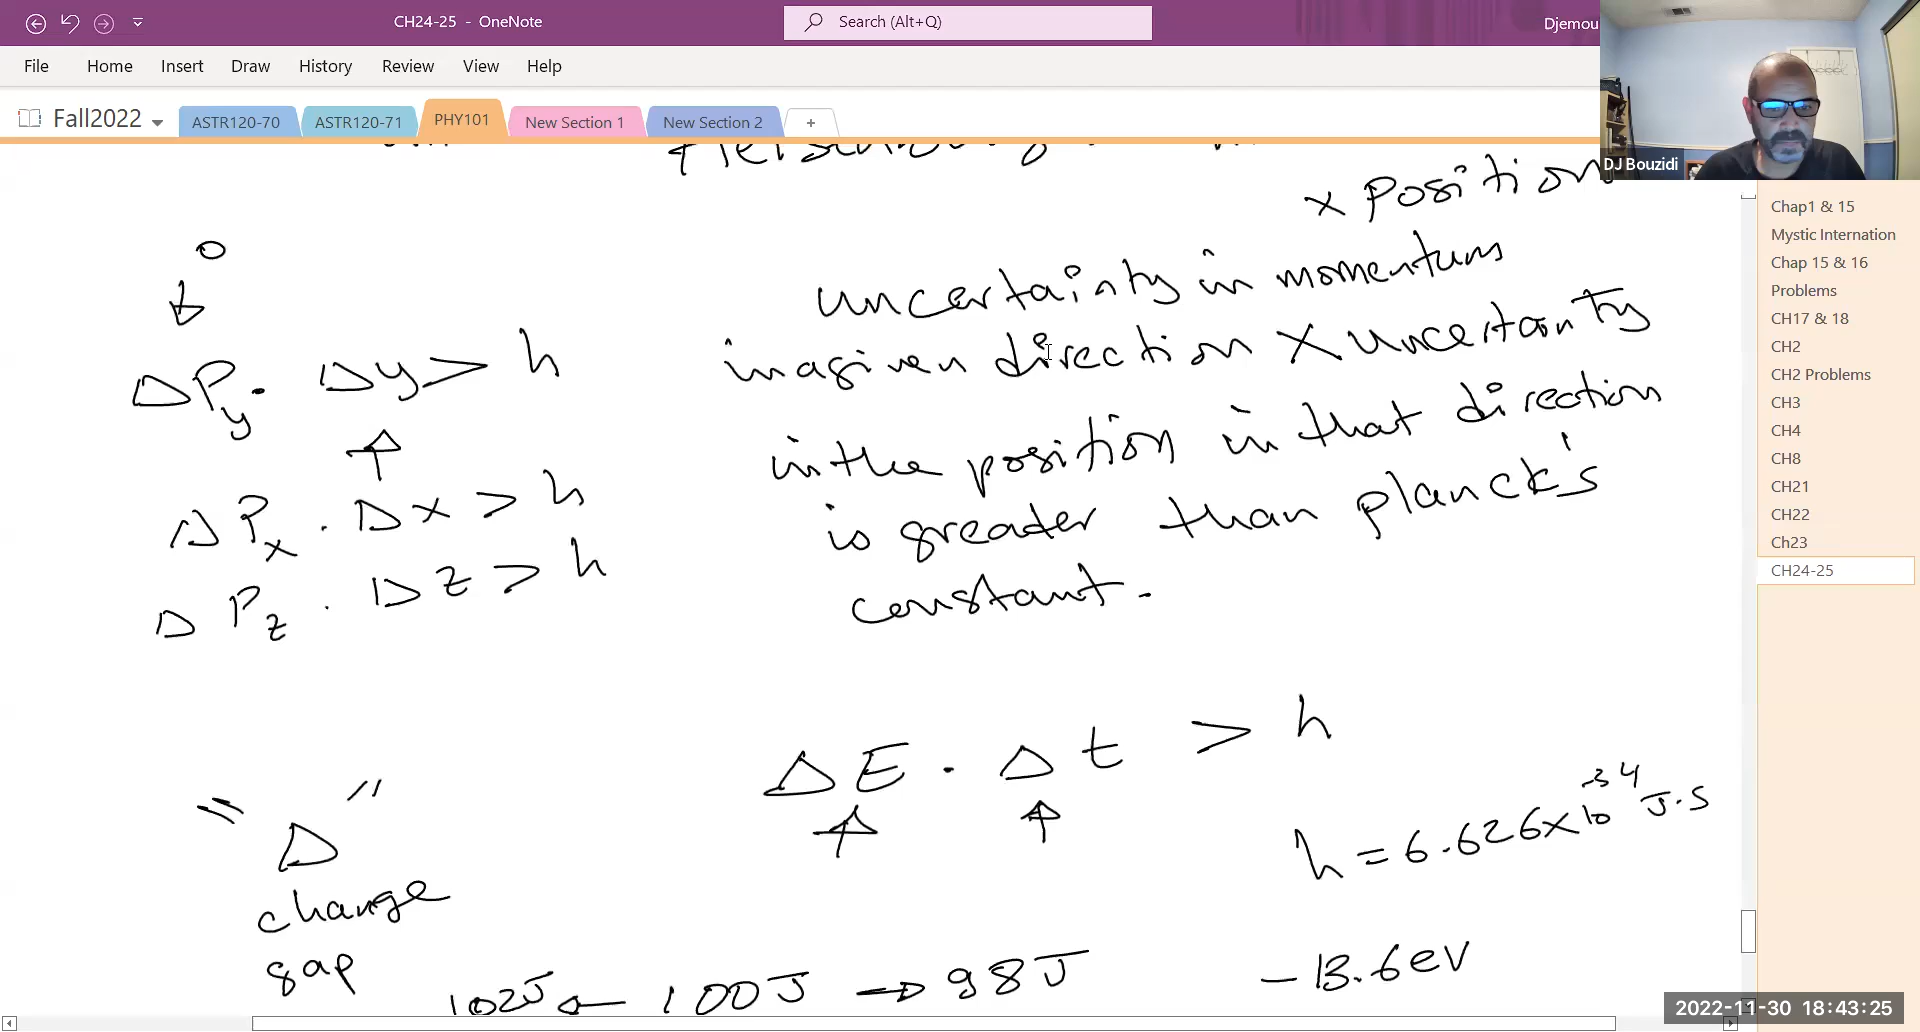 CH24-25 - OneNote
Search (Alt+Q)
Djemou
File Home Insert Draw History Review View Help
Fall2022 ASTR120-70 ASTR120-71 PHY101 New Section 1 New Section 2 +
DJ Bouzidi
x position
uncertainty in momentum
in a given direction X uncertainty
in the position in that direction
is greater than planck's
constant.
o
ΔPy · Δy > h
ΔPx · Δx > h
ΔPz · Δz > h
ΔE · Δt > h
h = 6.626x10^-34 J·S
"Δ"
change
gap
102J ← 100J → 98J
-13.6eV
Chap1 & 15
Mystic Internation
Chap 15 & 16
Problems
CH17 & 18
CH2
CH2 Problems
CH3
CH4
CH8
CH21
CH22
Ch23
CH24-25
2022-11-30 18:43:25